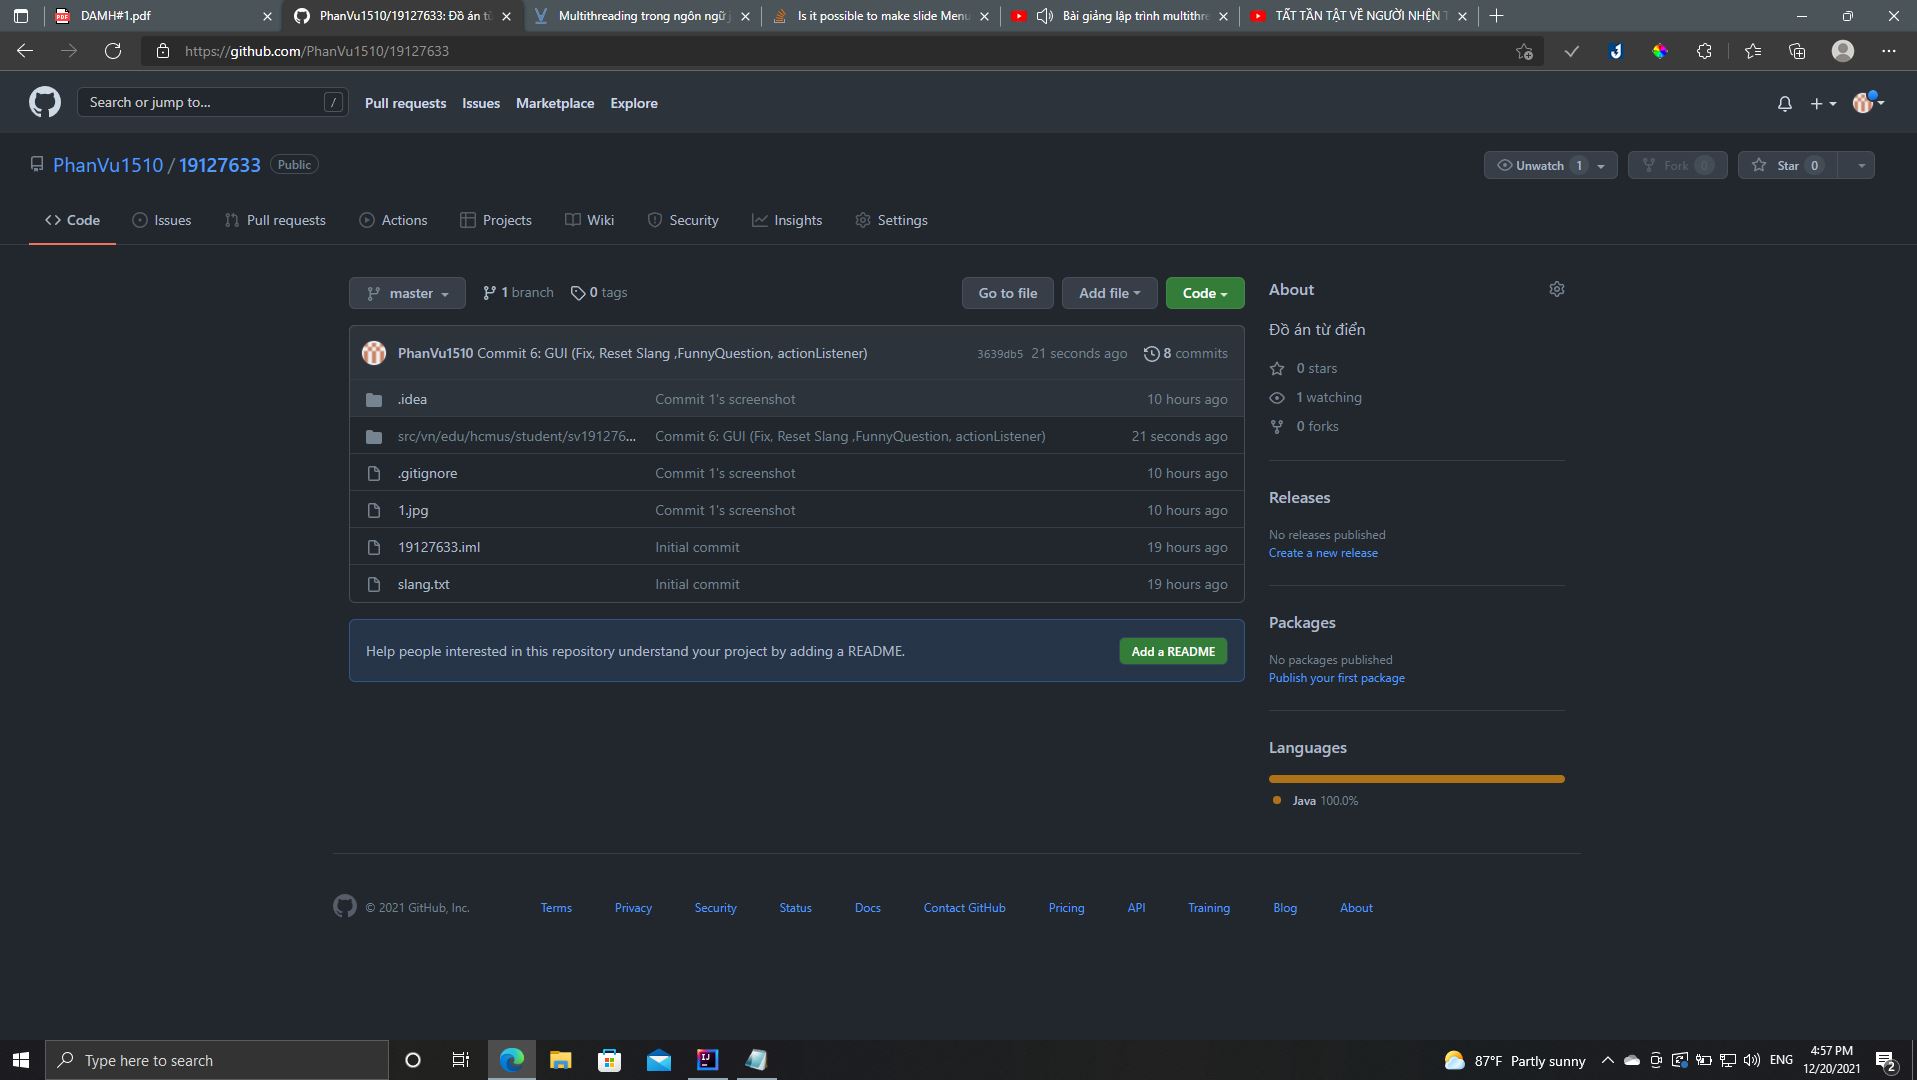 DAMH#1.pdf
PhanVu1510/19127633: Đồ án từ
Multithreading trong ngôn ngữ j
Is it possible to make slide Menu
Bài giảng lập trình multithre
TẤT TẦN TẬT VỀ NGƯỜI NHỆN T
https://github.com/PhanVu1510/19127633
Search or jump to...
/
Pull requests
Issues
Marketplace
Explore
PhanVu1510 / 19127633
Public
Unwatch 1
Fork 0
Star 0
Code
Issues
Pull requests
Actions
Projects
Wiki
Security
Insights
Settings
master
1 branch
0 tags
Go to file
Add file
Code
About
Đồ án từ điển
PhanVu1510 Commit 6: GUI (Fix, Reset Slang ,FunnyQuestion, actionListener)
3639db5 21 seconds ago
8 commits
.idea
Commit 1's screenshot
10 hours ago
src/vn/edu/hcmus/student/sv191276...
Commit 6: GUI (Fix, Reset Slang ,FunnyQuestion, actionListener)
21 seconds ago
.gitignore
Commit 1's screenshot
10 hours ago
1.jpg
Commit 1's screenshot
10 hours ago
19127633.iml
Initial commit
19 hours ago
slang.txt
Initial commit
19 hours ago
Help people interested in this repository understand your project by adding a README.
Add a README
0 stars
1 watching
0 forks
Releases
No releases published
Create a new release
Packages
No packages published
Publish your first package
Languages
Java 100.0%
© 2021 GitHub, Inc.
Terms
Privacy
Security
Status
Docs
Contact GitHub
Pricing
API
Training
Blog
About
Type here to search
87°F Partly sunny
ENG
4:57 PM
12/20/2021
2